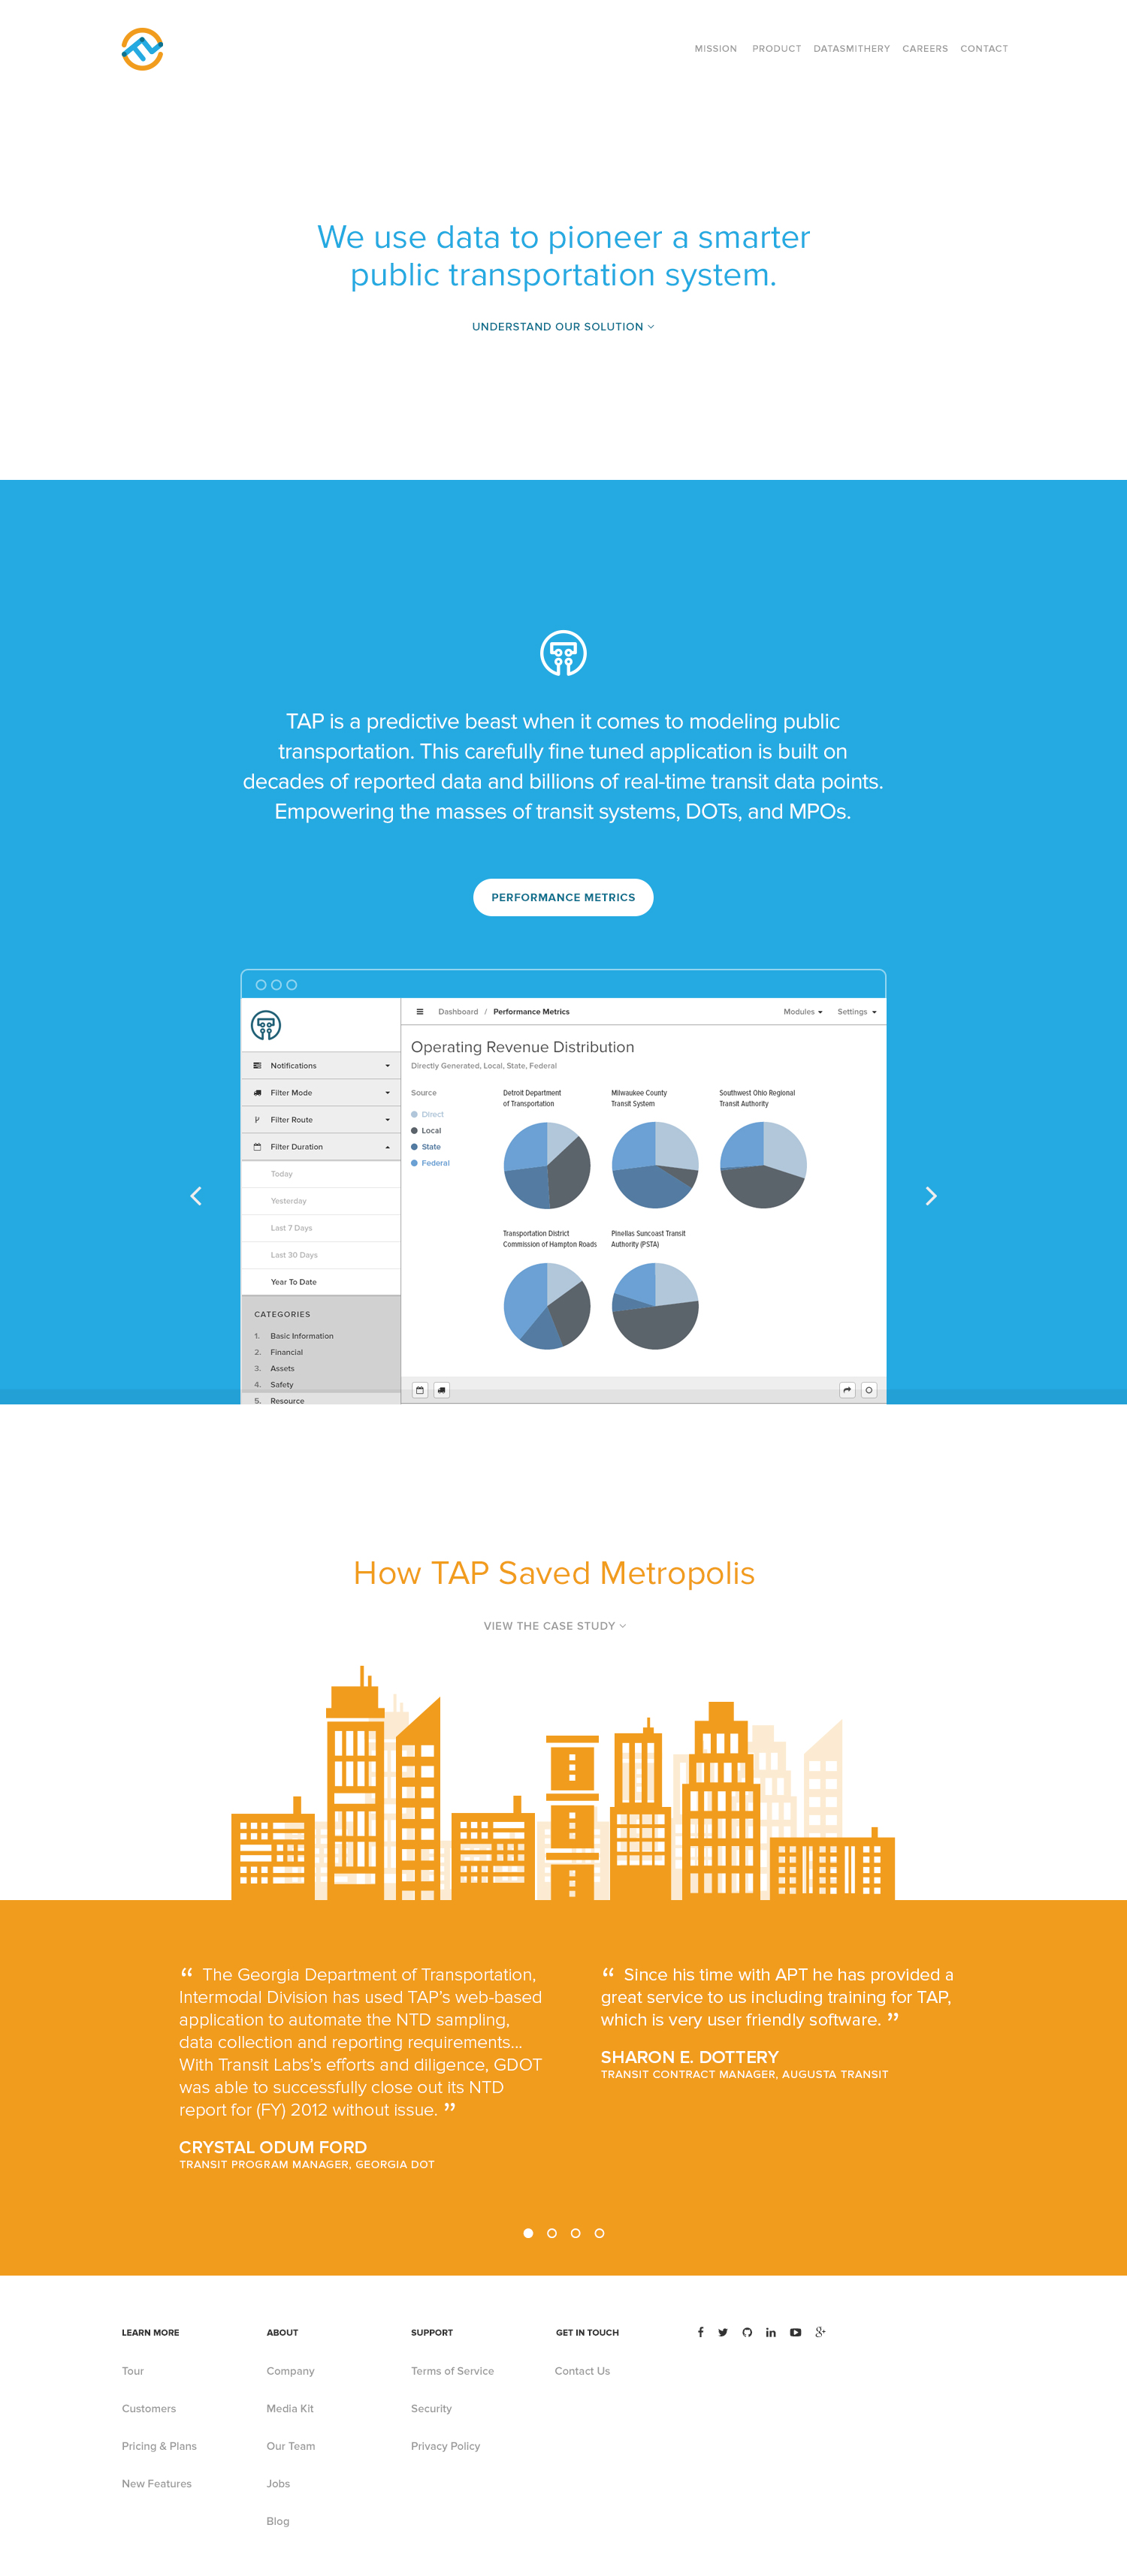 MISSION PRODUCT DATASMITHERY CAREERS CONTACT
We use data to pioneer a smarter
public transportation system.
UNDERSTAND OUR SOLUTION
TAP is a predictive beast when it comes to modeling public
transportation. This carefully fine tuned application is built on
decades of reported data and billions of real-time transit data points.
Empowering the masses of transit systems, DOTs, and MPOs.
PERFORMANCE METRICS
Dashboard / Performance Metrics Modules Settings
Notifications
Filter Mode
Filter Route
Filter Duration
Today
Yesterday
Last 7 Days
Last 30 Days
Year To Date
CATEGORIES
1. Basic Information
2. Financial
3. Assets
4. Safety
5. Resource
Operating Revenue Distribution
Directly Generated, Local, State, Federal
Source
Direct
Local
State
Federal
Detroit Department
of Transportation
Milwaukee County
Transit System
Southwest Ohio Regional
Transit Authority
Transportation District
Commission of Hampton Roads
Pinellas Suncoast Transit
Authority (PSTA)
How TAP Saved Metropolis
VIEW THE CASE STUDY
“ The Georgia Department of Transportation,
Intermodal Division has used TAP’s web-based
application to automate the NTD sampling,
data collection and reporting requirements...
With Transit Labs’s efforts and diligence, GDOT
was able to successfully close out its NTD
report for (FY) 2012 without issue. ”
CRYSTAL ODUM FORD
TRANSIT PROGRAM MANAGER, GEORGIA DOT
“ Since his time with APT he has provided a
great service to us including training for TAP,
which is very user friendly software. ”
SHARON E. DOTTERY
TRANSIT CONTRACT MANAGER, AUGUSTA TRANSIT
LEARN MORE
Tour
Customers
Pricing & Plans
New Features
ABOUT
Company
Media Kit
Our Team
Jobs
Blog
SUPPORT
Terms of Service
Security
Privacy Policy
GET IN TOUCH
Contact Us